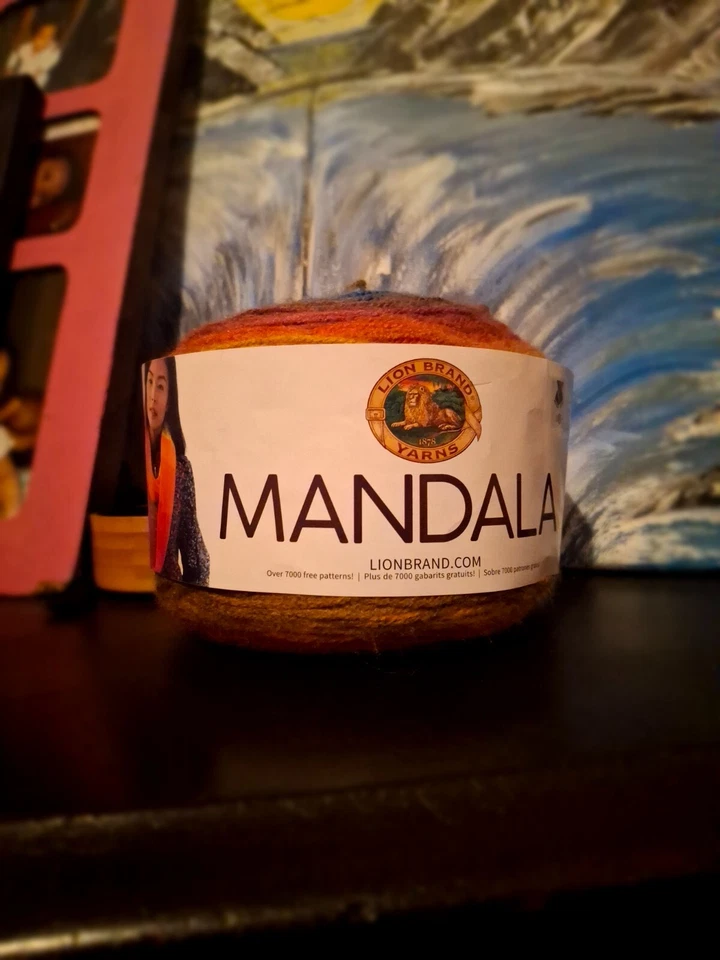 LION BRAND
1878
YARNS
MANDALA
LIONBRAND.COM
Over 7000 free patterns! | Plus de 7000 gabarits gratuits! | Sobre 7000 patrones